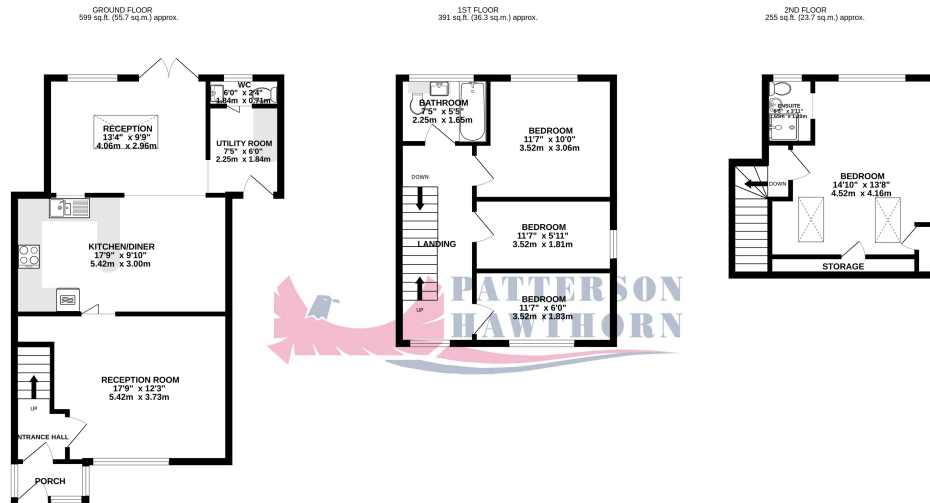 GROUND FLOOR
599 sq.ft. (55.7 sq.m.) approx.
WC
6'0" x 2'4"
1.84m x 0.71m
RECEPTION
13'4" x 9'9"
4.06m x 2.96m
UTILITY ROOM
7'5" x 6'0"
2.25m x 1.84m
KITCHEN/DINER
17'9" x 9'10"
5.42m x 3.00m
RECEPTION ROOM
17'9" x 12'3"
5.42m x 3.73m
UP
NTRANCE HALL
PORCH
1ST FLOOR
391 sq.ft. (36.3 sq.m.) approx.
BATHROOM
7'5" x 5'5"
2.25m x 1.65m
BEDROOM
11'7" x 10'0"
3.52m x 3.06m
DOWN
LANDING
BEDROOM
11'7" x 5'11"
3.52m x 1.81m
UP
BEDROOM
11'7" x 6'0"
3.52m x 1.83m
PATTERSON
HAWTHORN
2ND FLOOR
255 sq.ft. (23.7 sq.m.) approx.
ENSUITE
DOWN
BEDROOM
14'10" x 13'8"
4.52m x 4.16m
STORAGE